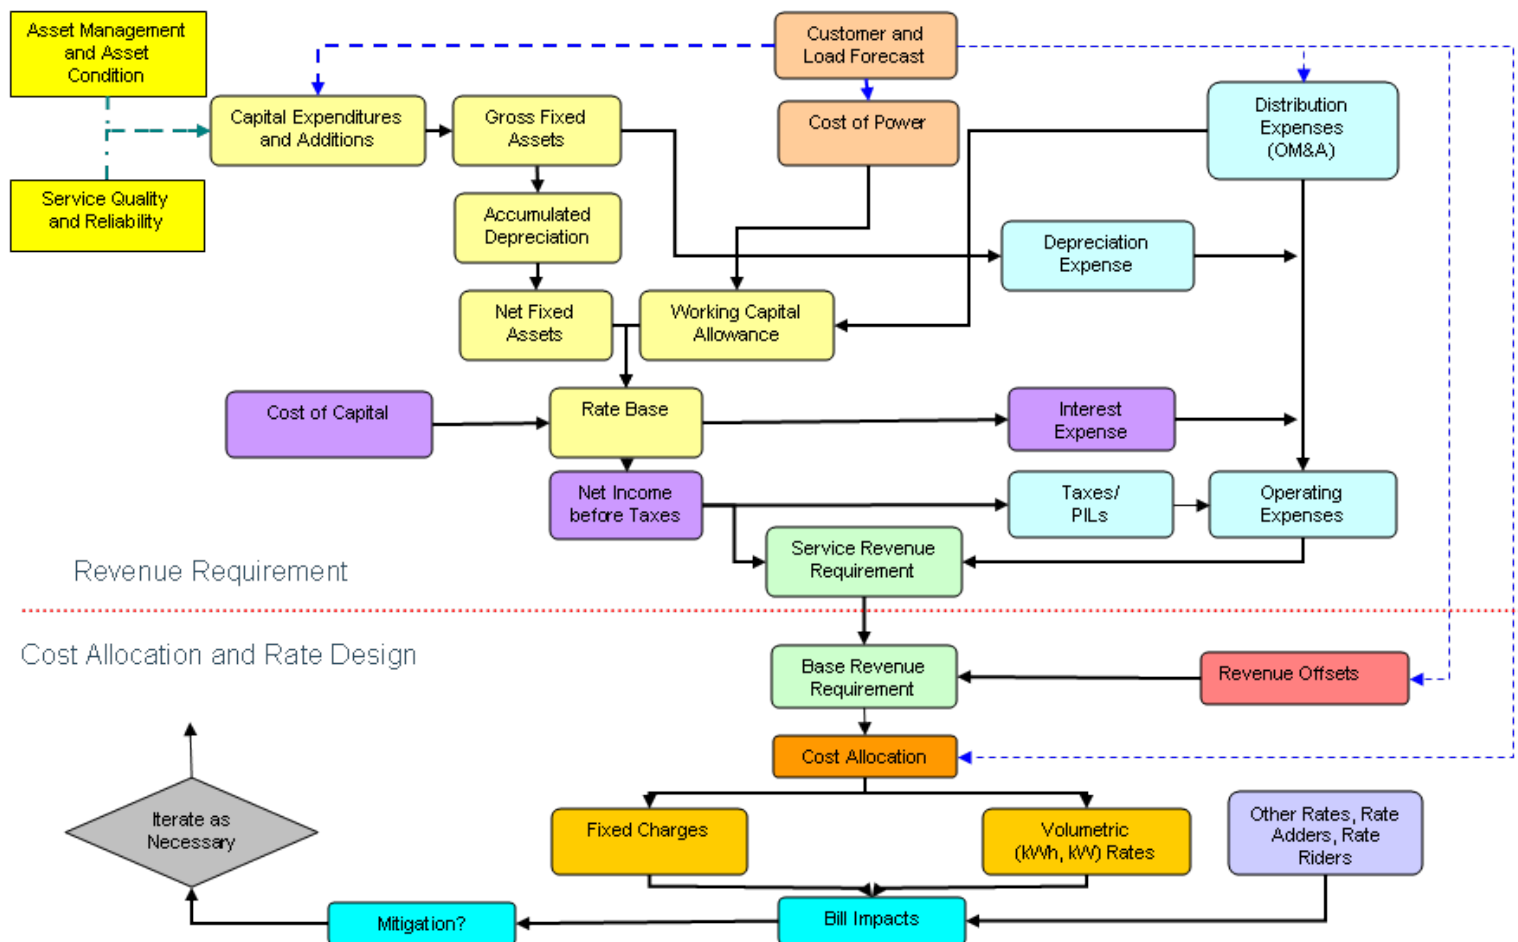 Asset Management
and Asset
Condition
Customer and
Load Forecast
Capital Expenditures
and Additions
Gross Fixed
Assets
Cost of Power
Distribution
Expenses
(OM&A)
Service Quality
and Reliability
Accumulated
Depreciation
Depreciation
Expense
Net Fixed
Assets
Working Capital
Allowance
Cost of Capital
Rate Base
Interest
Expense
Net Income
before Taxes
Taxes/
PILs
Operating
Expenses
Service Revenue
Requirement
Revenue Requirement
Cost Allocation and Rate Design
Base Revenue
Requirement
Revenue Offsets
Cost Allocation
Iterate as
Necessary
Fixed Charges
Volumetric
(kWh, kW) Rates
Other Rates, Rate
Adders, Rate
Riders
Mitigation?
Bill Impacts